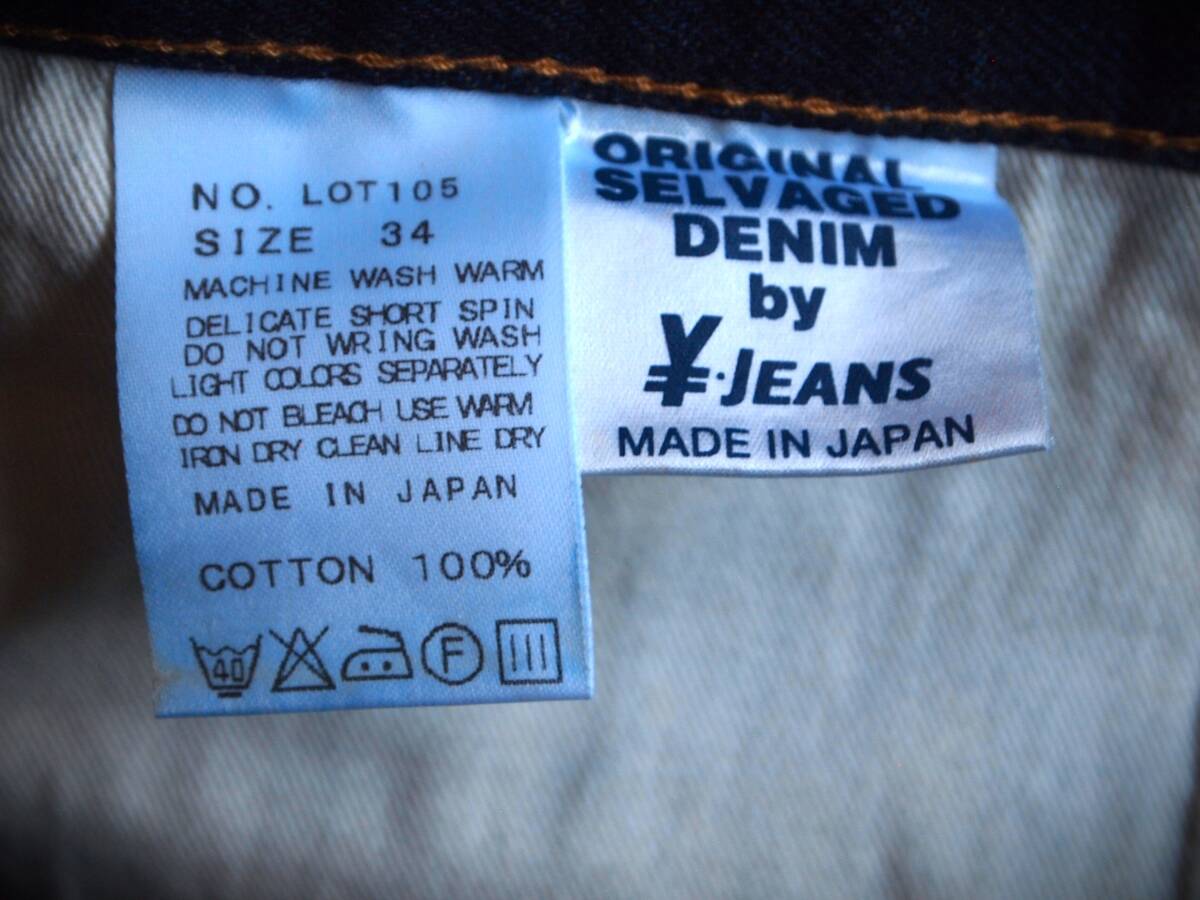 NO. LOT105
SIZE 34
MACHINE WASH WARM
DELICATE SHORT SPIN
DO NOT WRING WASH
LIGHT COLORS SEPARATELY
DO NOT BLEACH USE WARM
IRON DRY CLEAN LINE DRY
MADE IN JAPAN
COTTON 100%
40
F
ORIGINAL
SELVAGED
DENIM
by
¥·JEANS
MADE IN JAPAN